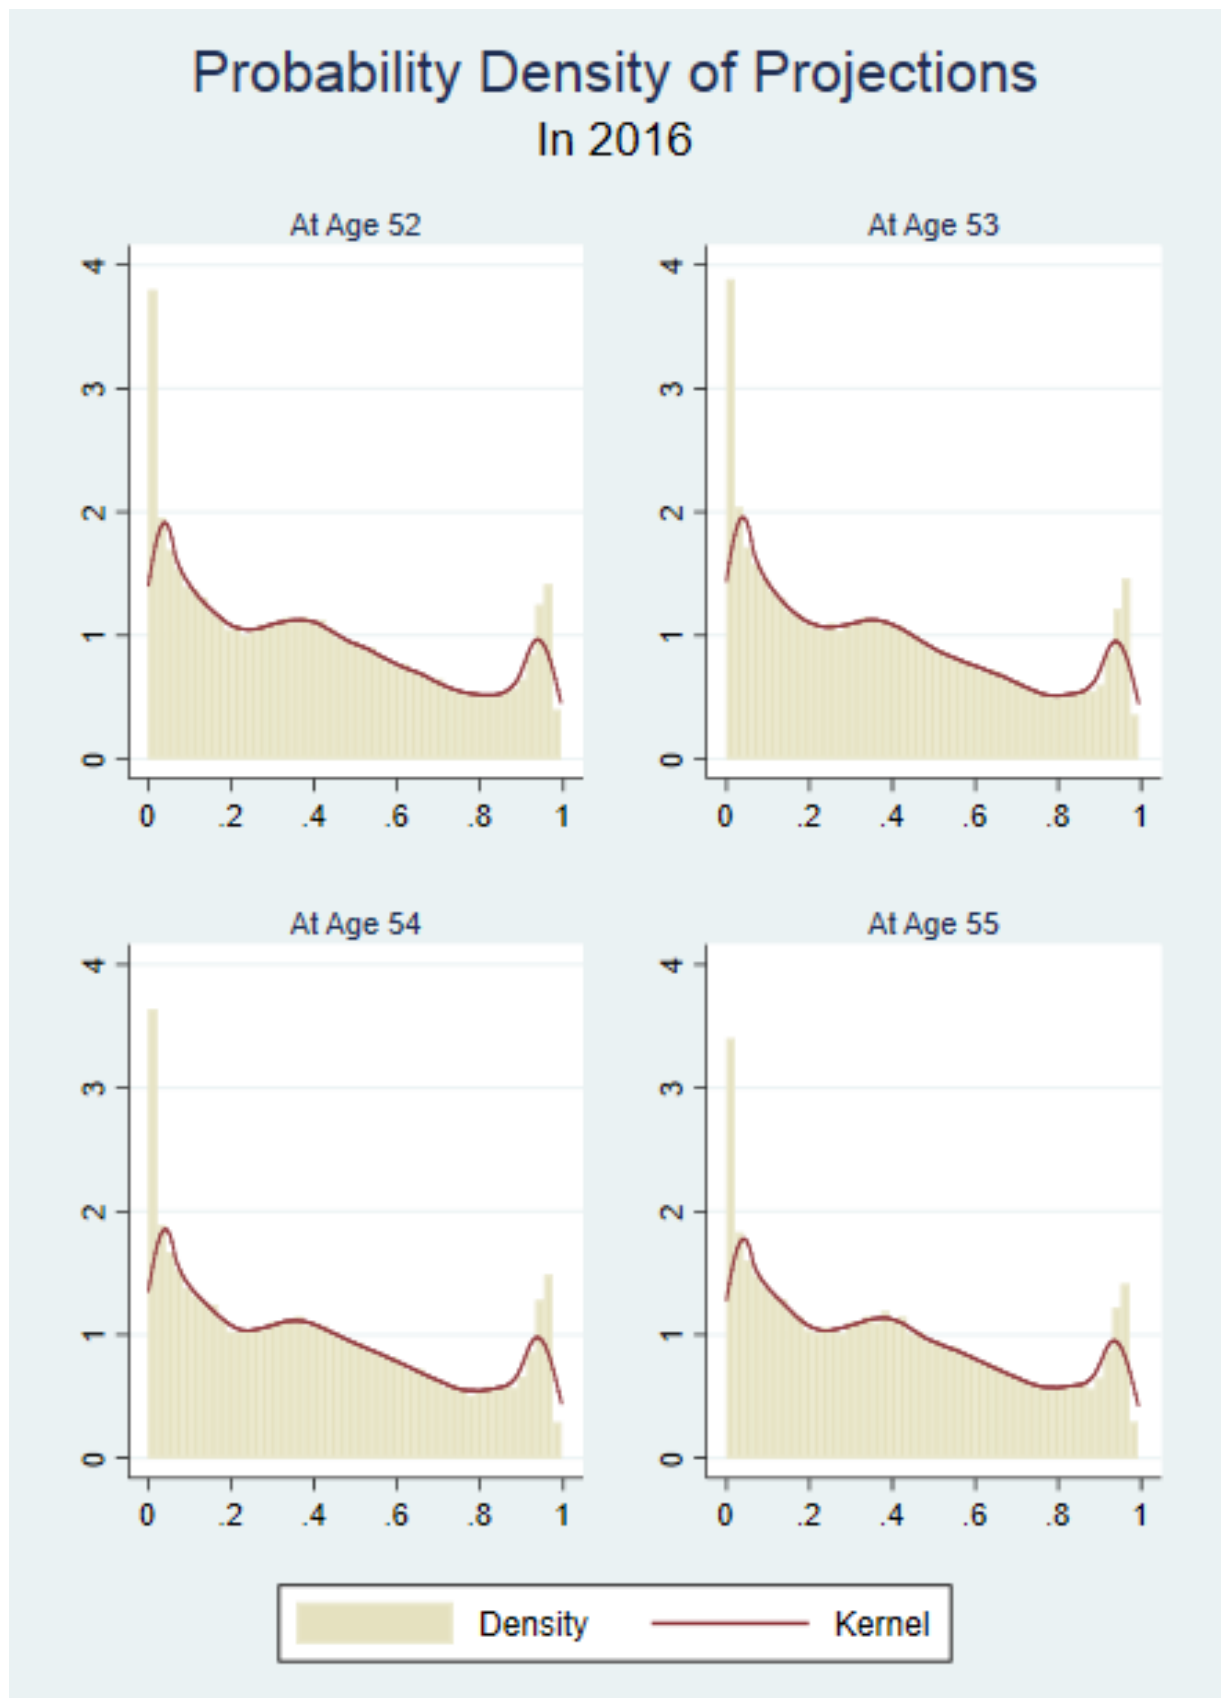 Probability Density of Projections
In 2016
At Age 52
At Age 53
4
3
2
1
0
0 .2 .4 .6 .8 1
4
3
2
1
0
0 .2 .4 .6 .8 1
At Age 54
At Age 55
4
3
2
1
0
0 .2 .4 .6 .8 1
4
3
2
1
0
0 .2 .4 .6 .8 1
Density Kernel